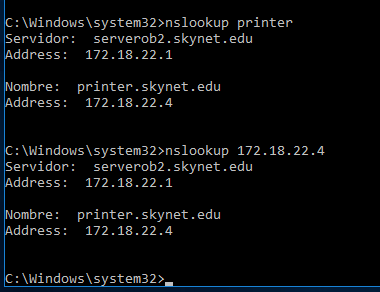 C:\Windows\system32>nslookup printer
Servidor:  serverob2.skynet.edu
Address:  172.18.22.1

Nombre:  printer.skynet.edu
Address:  172.18.22.4

C:\Windows\system32>nslookup 172.18.22.4
Servidor:  serverob2.skynet.edu
Address:  172.18.22.1

Nombre:  printer.skynet.edu
Address:  172.18.22.4

C:\Windows\system32>